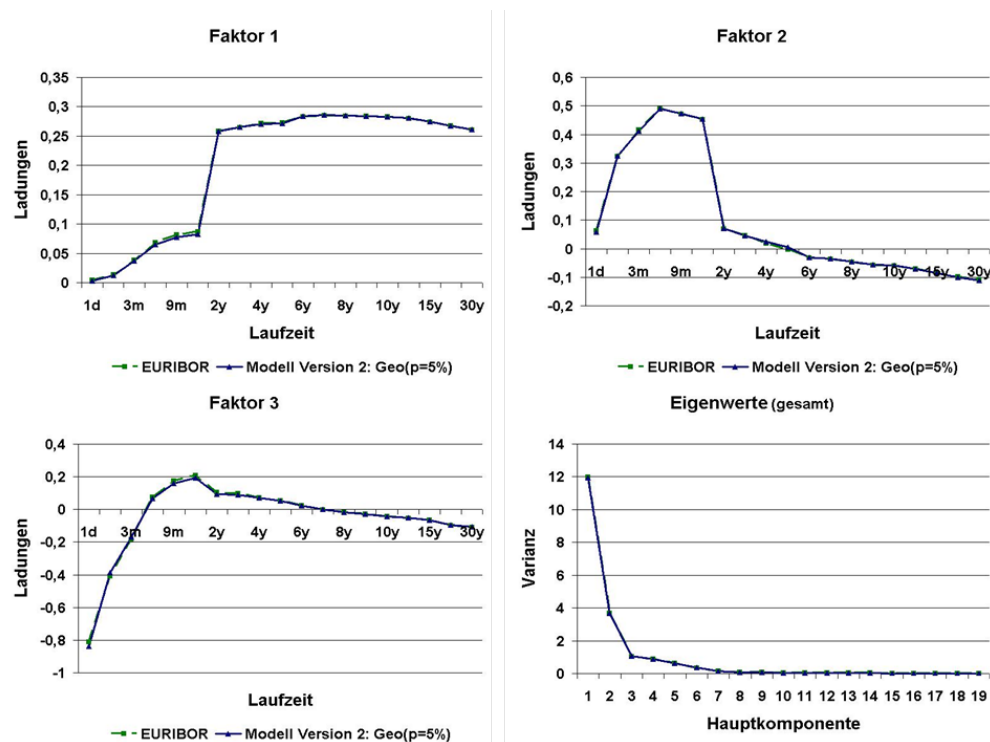 Faktor 1
0,35
0,3
0,25
0,2
0,15
0,1
0,05
0
Ladungen
1d 3m 9m 2y 4y 6y 8y 10y 15y 30y
Laufzeit
EURIBOR Modell Version 2: Geo(p=5%)
Faktor 2
0,6
0,5
0,4
0,3
0,2
0,1
0
-0,1
-0,2
Ladungen
1d 3m 9m 2y 4y 6y 8y 10y 15y 30y
Laufzeit
EURIBOR Modell Version 2: Geo(p=5%)
Faktor 3
0,4
0,2
0
-0,2
-0,4
-0,6
-0,8
-1
Ladungen
1d 3m 9m 2y 4y 6y 8y 10y 15y 30y
Laufzeit
EURIBOR Modell Version 2: Geo(p=5%)
Eigenwerte (gesamt)
14
12
10
8
6
4
2
0
Varianz
1 2 3 4 5 6 7 8 9 10 11 12 13 14 15 16 17 18 19
Hauptkomponente